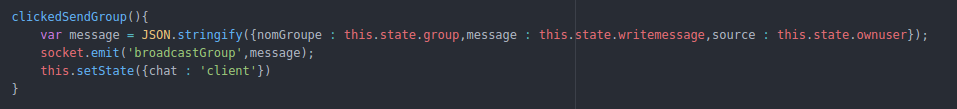 clickedSendGroup(){
    var message = JSON.stringify({nomGroupe : this.state.group,message : this.state.writemessage,source : this.state.ownuser});
    socket.emit('broadcastGroup',message);
    this.setState({chat : 'client'})
}